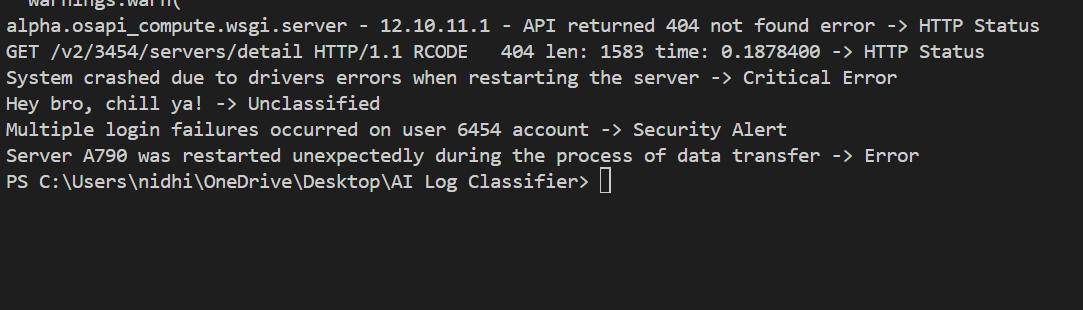 warnings.warn(
alpha.osapi_compute.wsgi.server - 12.10.11.1 - API returned 404 not found error -> HTTP Status
GET /v2/3454/servers/detail HTTP/1.1 RCODE   404 len: 1583 time: 0.1878400 -> HTTP Status
System crashed due to drivers errors when restarting the server -> Critical Error
Hey bro, chill ya! -> Unclassified
Multiple login failures occurred on user 6454 account -> Security Alert
Server A790 was restarted unexpectedly during the process of data transfer -> Error
PS C:\Users\nidhi\OneDrive\Desktop\AI Log Classifier>